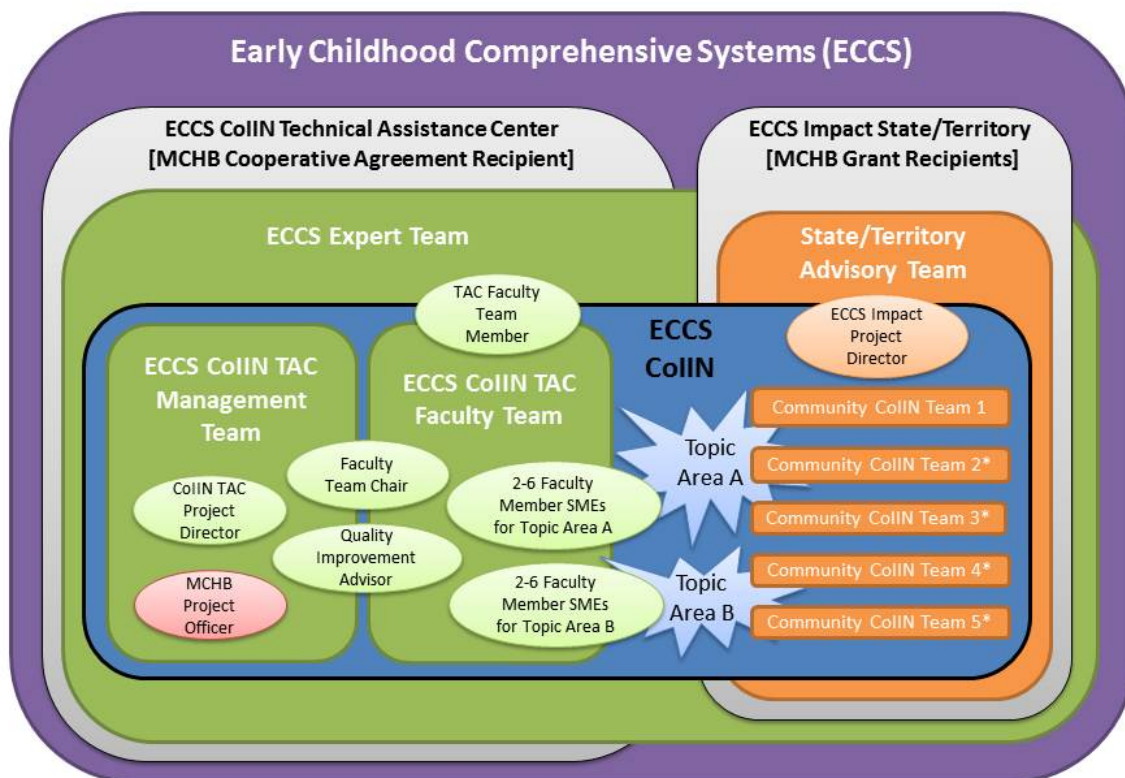 Early Childhood Comprehensive Systems (ECCS)
ECCS CoIIN Technical Assistance Center
[MCHB Cooperative Agreement Recipient]
ECCS Impact State/Territory
[MCHB Grant Recipients]
ECCS Expert Team
State/Territory
Advisory Team
TAC Faculty
Team
Member
ECCS
CoIIN
ECCS Impact
Project
Director
ECCS CoIIN TAC
Management
Team
ECCS CoIIN TAC
Faculty Team
Faculty
Team Chair
CoIIN TAC
Project
Director
Quality
Improvement
Advisor
MCHB
Project
Officer
2-6 Faculty
Member SMEs
for Topic Area A
2-6 Faculty
Member SMEs
for Topic Area B
Topic
Area A
Topic
Area B
Community CoIIN Team 1
Community CoIIN Team 2*
Community CoIIN Team 3*
Community CoIIN Team 4*
Community CoIIN Team 5*